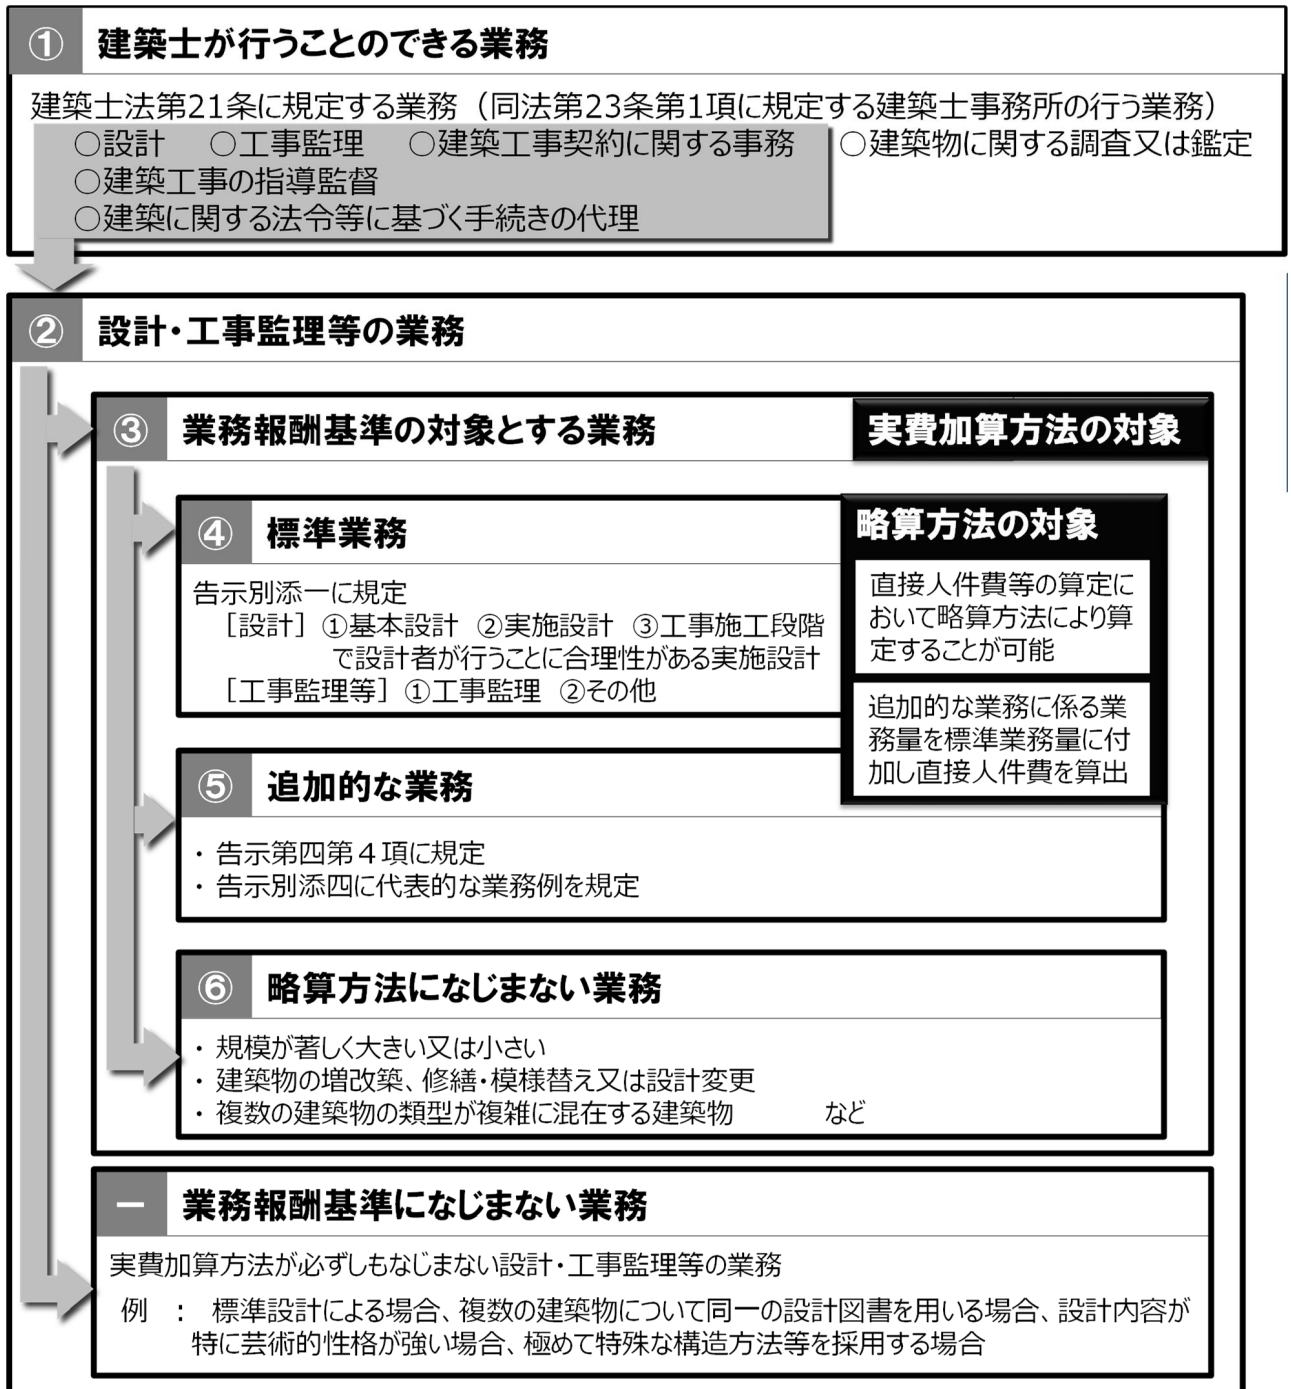 ① 建築士が行うことのできる業務
建築士法第21条に規定する業務（同法第23条第1項に規定する建築士事務所の行う業務）
○設計 ○工事監理 ○建築工事契約に関する事務 ○建築物に関する調査又は鑑定
○建築工事の指導監督
○建築に関する法令等に基づく手続きの代理
② 設計・工事監理等の業務
③ 業務報酬基準の対象とする業務
実費加算方法の対象
④ 標準業務
告示別添一に規定
［設計］①基本設計 ②実施設計 ③工事施工段階
で設計者が行うことに合理性がある実施設計
［工事監理等］①工事監理 ②その他
略算方法の対象
直接人件費等の算定に
おいて略算方法により算
定することが可能
追加的な業務に係る業
務量を標準業務量に付
加し直接人件費を算出
⑤ 追加的な業務
・告示第四第４項に規定
・告示別添四に代表的な業務例を規定
⑥ 略算方法になじまない業務
・規模が著しく大きい又は小さい
・建築物の増改築、修繕・模様替え又は設計変更
・複数の建築物の類型が複雑に混在する建築物 など
－ 業務報酬基準になじまない業務
実費加算方法が必ずしもなじまない設計・工事監理等の業務
例 ： 標準設計による場合、複数の建築物について同一の設計図書を用いる場合、設計内容が
特に芸術的性格が強い場合、極めて特殊な構造方法等を採用する場合